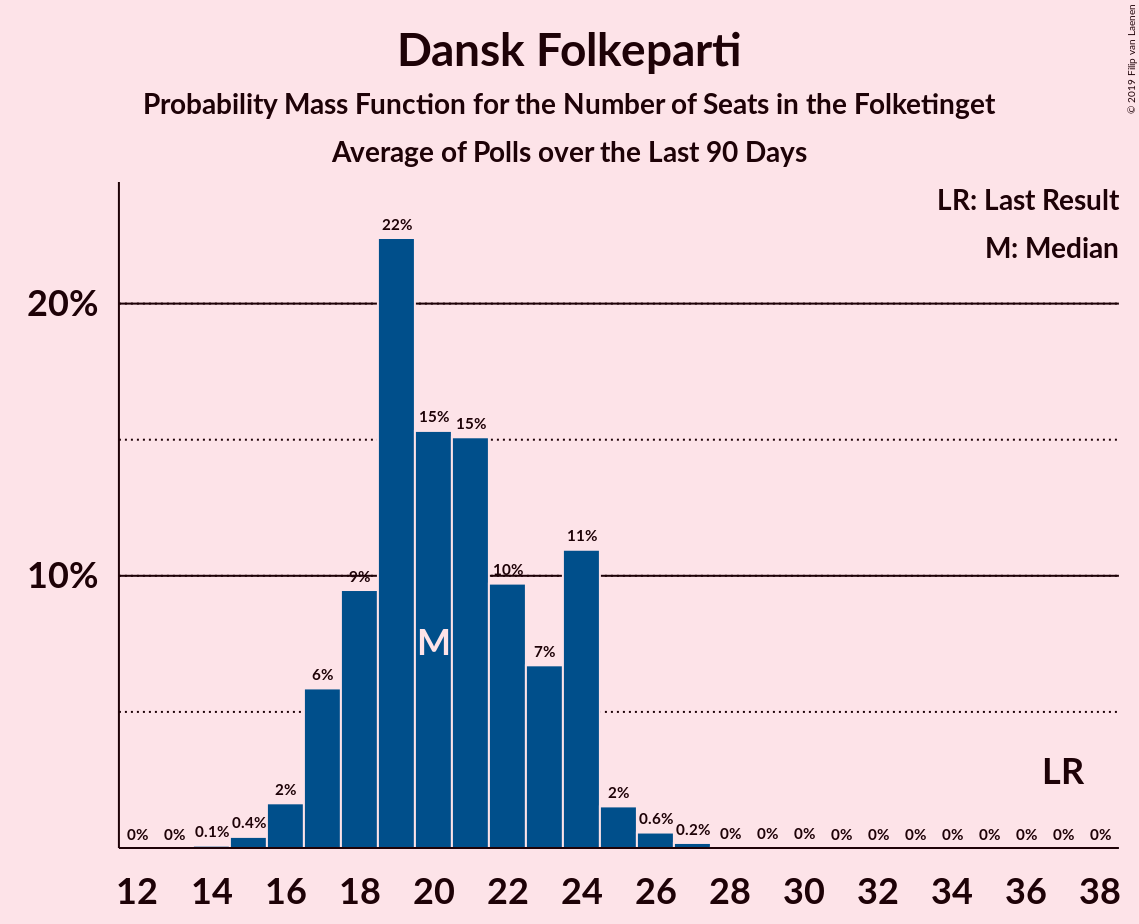 Dansk Folkeparti
Probability Mass Function for the Number of Seats in the Folketinget
Average of Polls over the Last 90 Days
© 2019 Filip van Laenen
LR: Last Result
M: Median
20%
10%
0% 0% 0.1% 0.4% 2% 6% 9% 22% 15% 15% 10% 7% 11% 2% 0.6% 0.2% 0% 0% 0% 0% 0% 0% 0% 0% 0% 0% 0%
M
LR
12 14 16 18 20 22 24 26 28 30 32 34 36 38